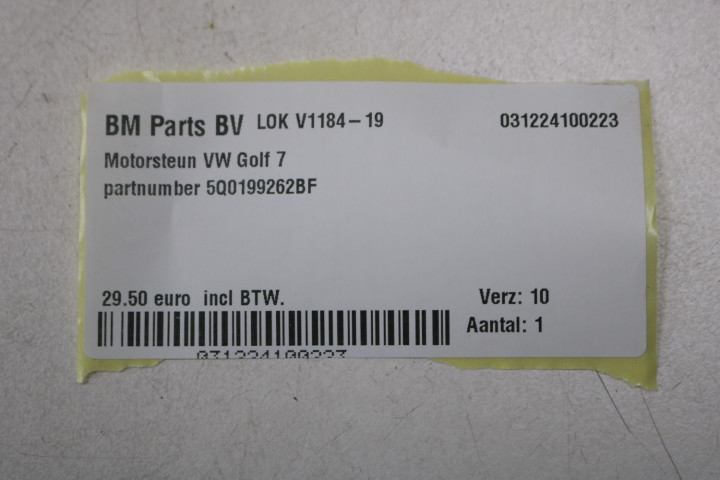 BM Parts BV LOK V1184-19 031224100223
Motorsteun VW Golf 7
partnumber 5Q0199262BF
29.50 euro incl BTW. Verz: 10
Aantal: 1
031224100223